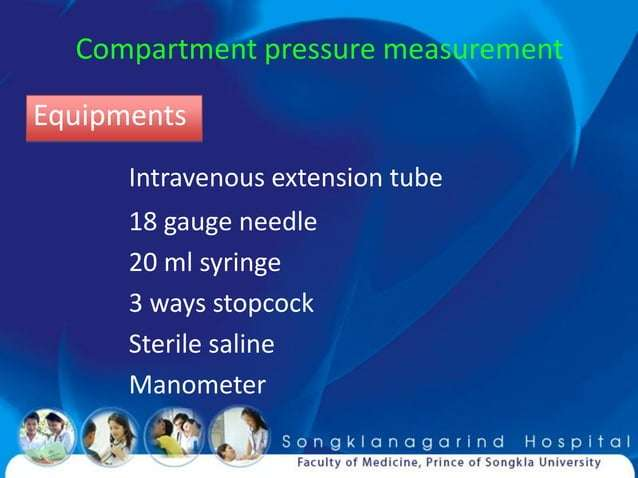 Compartment pressure measurement
Equipments
Intravenous extension tube
18 gauge needle
20 ml syringe
3 ways stopcock
Sterile saline
Manometer
Songklanagarind Hospital
Faculty of Medicine, Prince of Songkla University